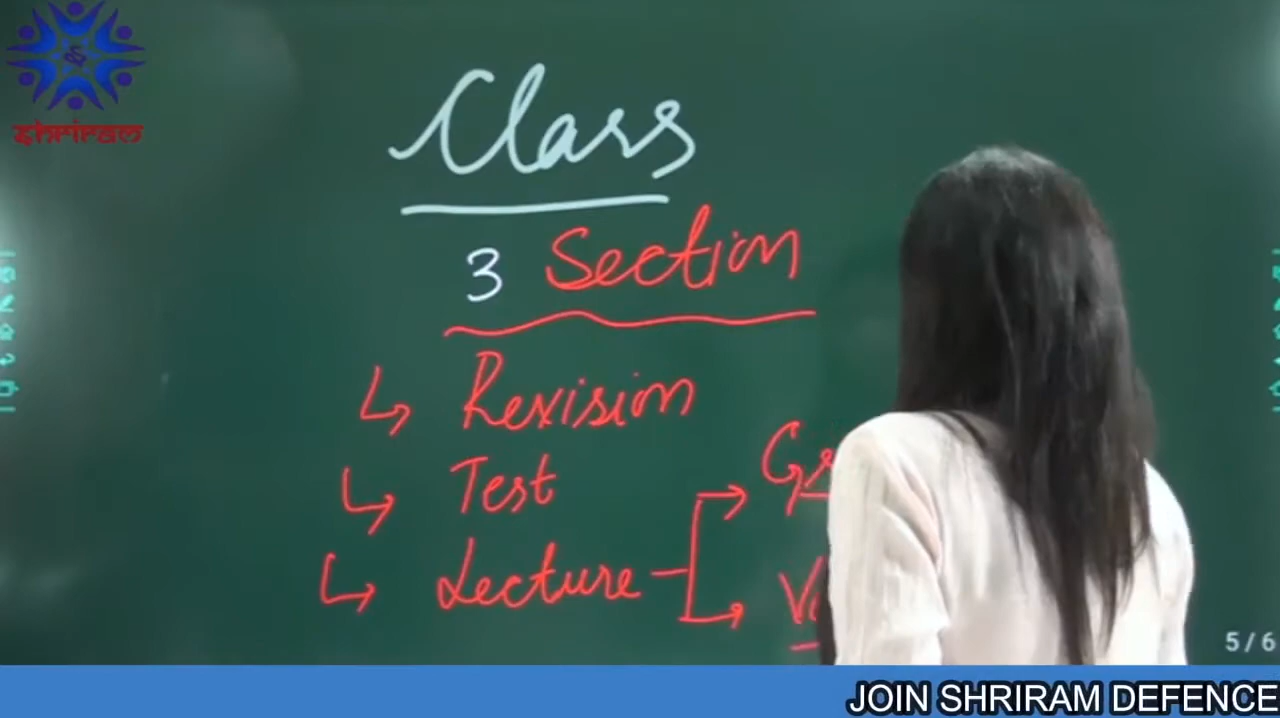 Shriram
Class
3 Section
↳ Revision
↳ Test
↳ Lecture
5/6
JOIN SHRIRAM DEFENCE